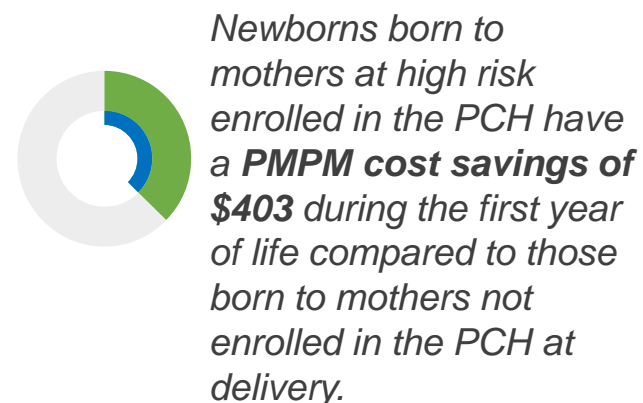 Newborns born to
mothers at high risk
enrolled in the PCH have
a PMPM cost savings of
$403 during the first year
of life compared to those
born to mothers not
enrolled in the PCH at
delivery.